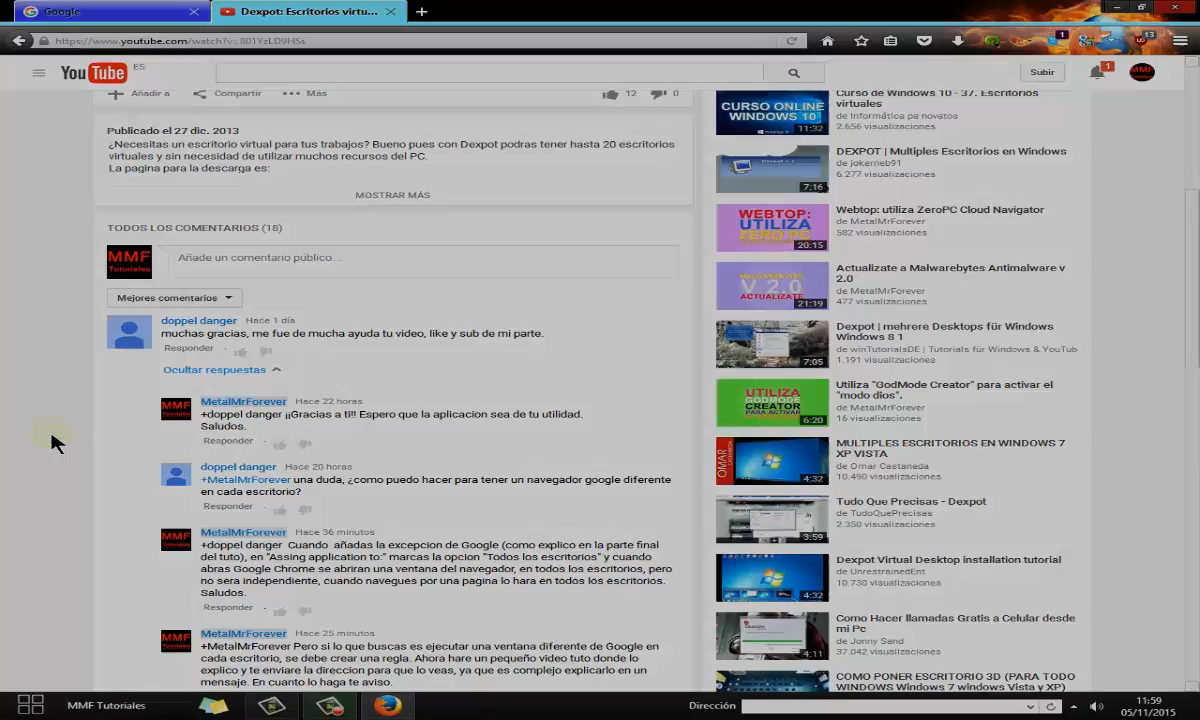 Google
Dexpot: Escritorios virtu...
https://www.youtube.com/watch?v=801YzLD9HSs
1
13
YouTube ES
Subir
1
MMF
Añadir a
Compartir
Más
12
0
Publicado el 27 dic. 2013
¿Necesitas un escritorio virtual para tus trabajos? Bueno pues con Dexpot podras tener hasta 20 escritorios
virtuales y sin necesidad de utilizar muchos recursos del PC.
La pagina para la descarga es:
MOSTRAR MÁS
TODOS LOS COMENTARIOS (18)
MMF
Tutoriales
Añade un comentario público...
Mejores comentarios
doppel danger Hace 1 día
muchas gracias, me fue de mucha ayuda tu video, like y sub de mi parte.
Responder
Ocultar respuestas
MMF
MetalMrForever Hace 22 horas
+doppel danger ¡¡Gracias a ti!! Espero que la aplicacion sea de tu utilidad.
Saludos.
Responder
doppel danger Hace 20 horas
+MetalMrForever una duda, ¿como puedo hacer para tener un navegador google diferente
en cada escritorio?
Responder
MMF
MetalMrForever Hace 36 minutos
+doppel danger Cuando añadas la excepcion de Google (como explico en la parte final
del tuto), en "Assing application to:" marcas la opcion "Todos los escritorios" y cuando
abras Google Chrome se abriran una ventana del navegador, en todos los escritorios, pero
no sera independiente, cuando navegues por una pagina lo hara en todos los escritorios.
Saludos.
Responder
MMF
MetalMrForever Hace 25 minutos
+MetalMrForever Pero si lo que buscas es ejecutar una ventana diferente de Google en
cada escritorio, se debe crear una regla. Ahora hare un pequeño video tuto donde lo
explico y te enviare la direccion para que lo veas, ya que es complejo explicarlo en un
mensaje. En cuanto lo haga te aviso.
CURSO ONLINE
WINDOWS 10
11:32
Curso de Windows 10 - 37. Escritorios
virtuales
de Informática pa novatos
2.656 visualizaciones
7:16
DEXPOT | Multiples Escritorios en Windows
de jokerneb91
6.277 visualizaciones
WEBTOP:
UTILIZA
ZERO PC
20:15
Webtop: utiliza ZeroPC Cloud Navigator
de MetalMrForever
582 visualizaciones
MALWAREBYTES
V 2.0
ACTUALIZATE
21:19
Actualizate a Malwarebytes Antimalware v
2.0
de MetalMrForever
477 visualizaciones
7:05
Dexpot | mehrere Desktops für Windows
8 1
de winTutorialsDE | Tutorials für Windows & YouTub
1.191 visualizaciones
UTILIZA
GODMODE
CREATOR
PARA ACTIVAR
6:20
Utiliza "GodMode Creator" para activar el
"modo dios".
de MetalMrForever
16 visualizaciones
OMAR
4:32
MULTIPLES ESCRITORIOS EN WINDOWS 7
XP VISTA
de Omar Castaneda
10.490 visualizaciones
3:59
Tudo Que Precisas - Dexpot
de TudoQuePrecisas
2.350 visualizaciones
4:32
Dexpot Virtual Desktop installation tutorial
de UnrestrainedEnt
10.730 visualizaciones
4:11
Como Hacer llamadas Gratis a Celular desde
mi Pc
de Jonny Sand
37.042 visualizaciones
COMO PONER ESCRITORIO 3D (PARA TODO
WINDOWS Windows 7 windows Vista y XP)
MMF Tutoriales
Dirección
11:59
05/11/2015